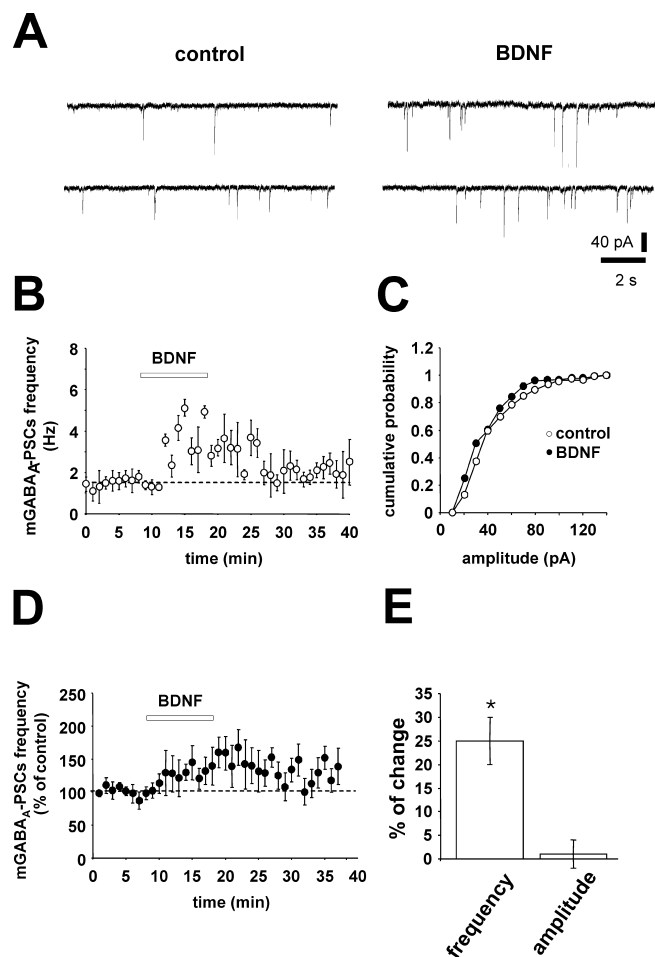 A
control
BDNF
40 pA
2 s
B
mGABAA-PSCs frequency
(Hz)
8
6
4
2
0
BDNF
0 5 10 15 20 25 30 35 40
time (min)
C
cumulative probability
1.2
1
0.8
0.6
0.4
0.2
0
control
BDNF
0 40 80 120
amplitude (pA)
D
mGABAA-PSCs frequency
(% of control)
250
200
150
100
50
0
BDNF
0 5 10 15 20 25 30 35 40
time (min)
E
% of change
35
30
25
20
15
10
5
0
*
frequency
amplitude